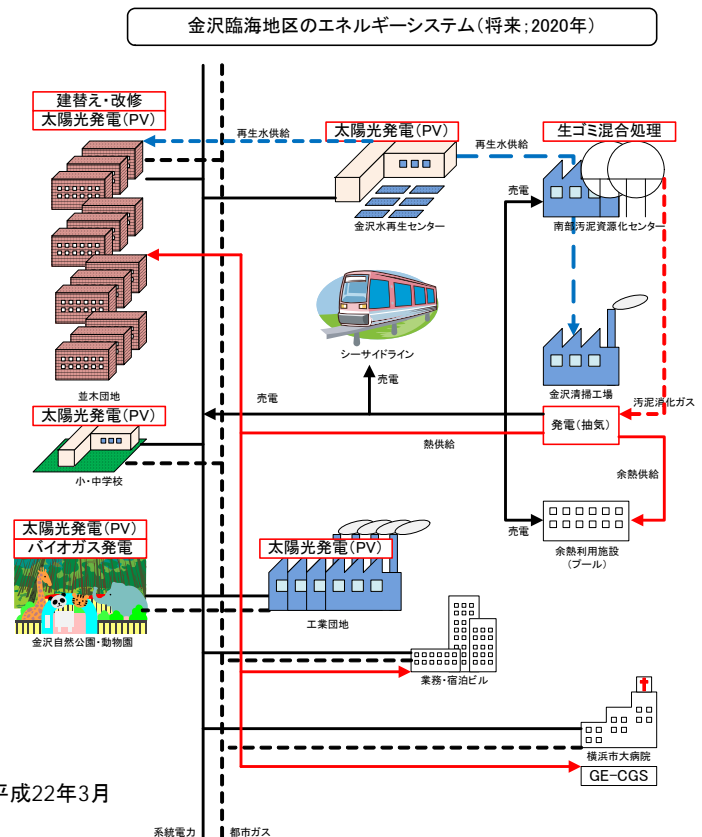 金沢臨海地区のエネルギーシステム(将来;2020年)
建替え・改修
太陽光発電(PV)
再生水供給
太陽光発電(PV)
再生水供給
生ゴミ混合処理
売電
金沢水再生センター
南部汚泥資源化センター
シーサイドライン
売電
金沢清掃工場
並木団地
売電
汚泥消化ガス
太陽光発電(PV)
発電(抽気)
熱供給
余熱供給
小・中学校
太陽光発電(PV)
バイオガス発電
太陽光発電(PV)
売電
余熱利用施設
(プール)
金沢自然公園・動物園
工業団地
業務・宿泊ビル
横浜市大病院
GE-CGS
平成22年3月
系統電力
都市ガス